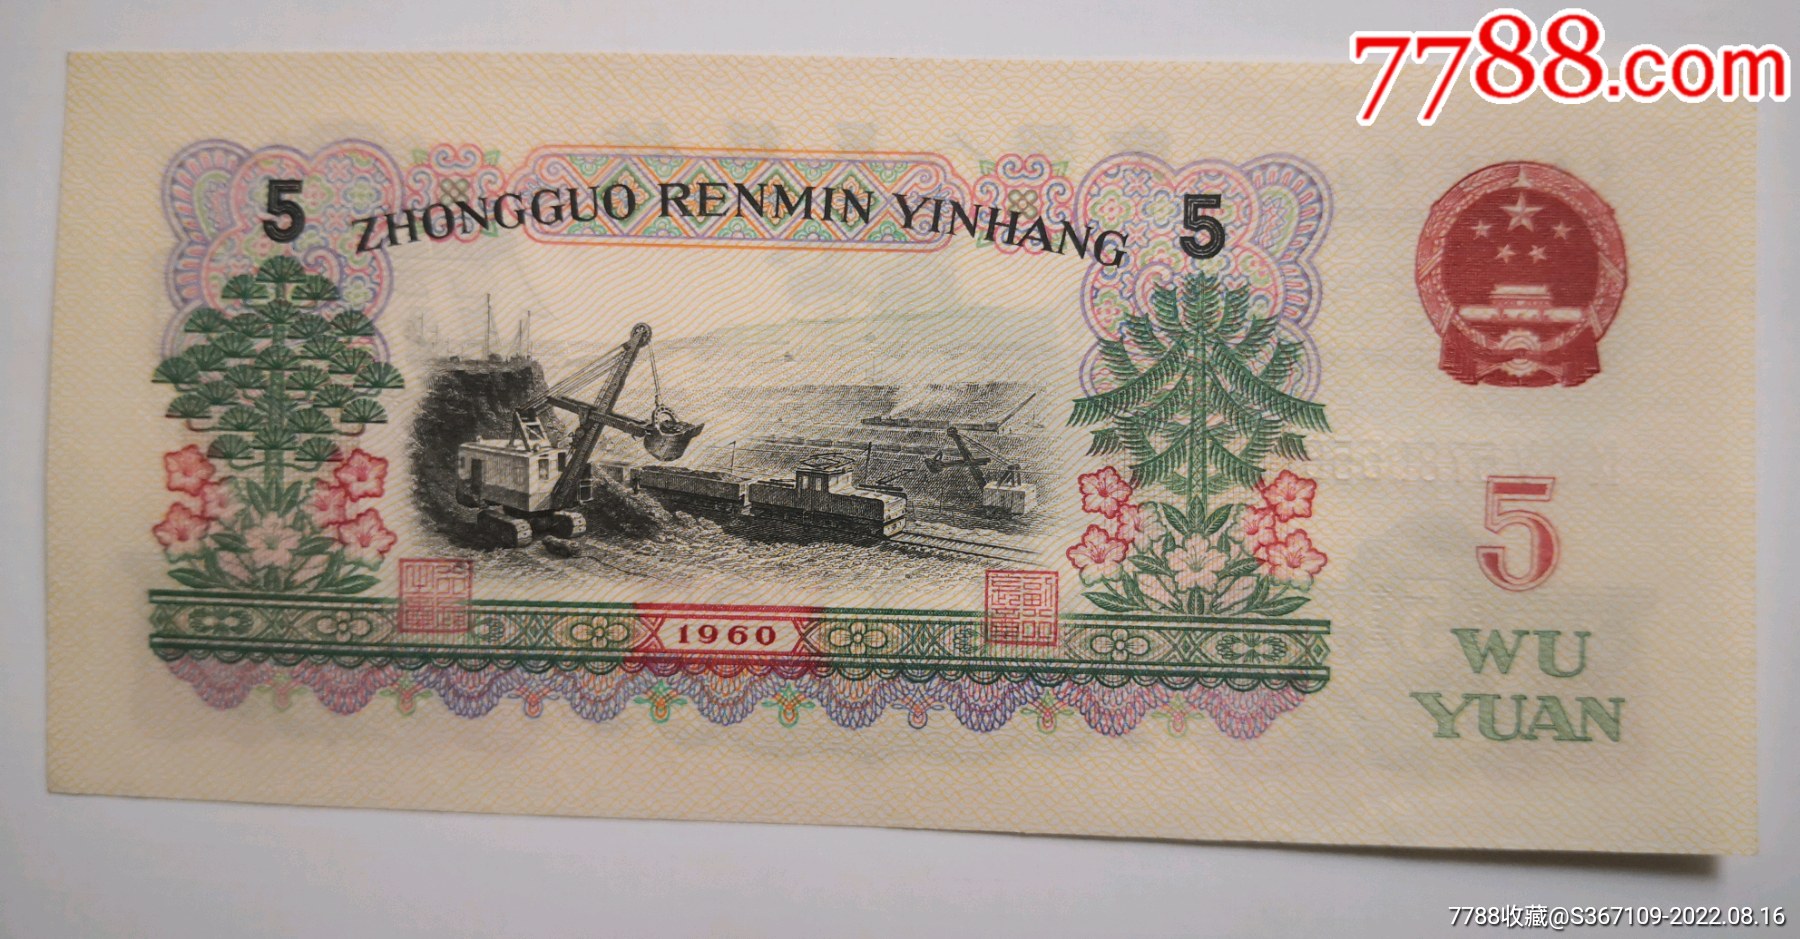 7788.com
5 ZHONGGUO RENMIN YINHANG 5
1960
5
WU
YUAN
7788收藏@S367109-2022.08.16